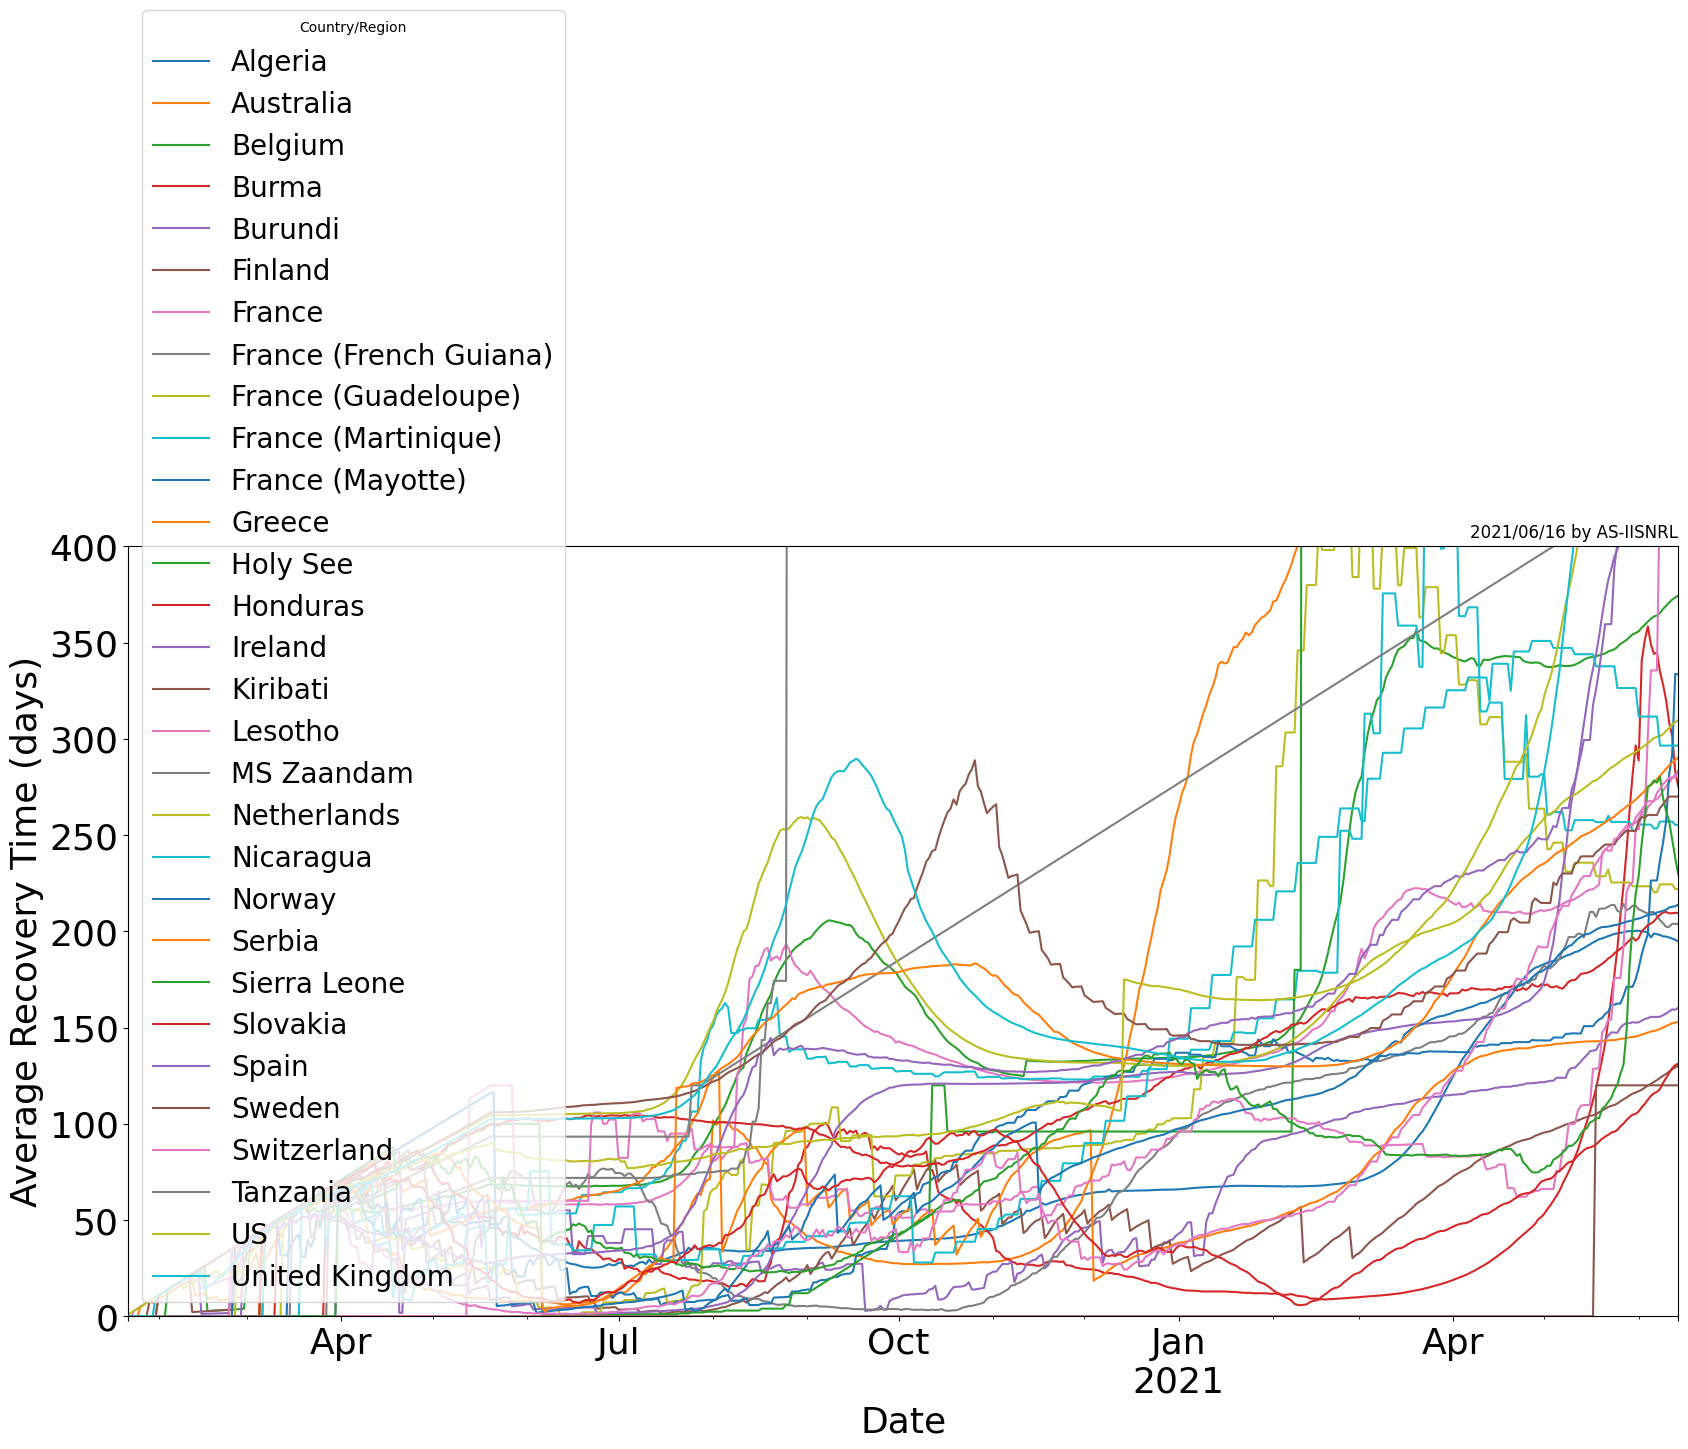 Country/Region
Algeria
Australia
Belgium
Burma
Burundi
Finland
France
France (French Guiana)
France (Guadeloupe)
France (Martinique)
France (Mayotte)
Greece
Holy See
Honduras
Ireland
Kiribati
Lesotho
MS Zaandam
Netherlands
Nicaragua
Norway
Serbia
Sierra Leone
Slovakia
Spain
Sweden
Switzerland
Tanzania
US
United Kingdom
2021/06/16 by AS-IISNRL
Average Recovery Time (days)
400
350
300
250
200
150
100
50
0
Apr Jul Oct Jan Apr
2021
Date